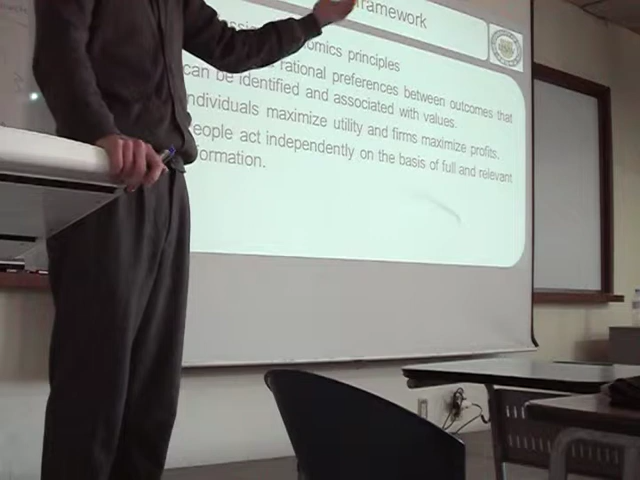 framework
omics principles
rational preferences between outcomes that
can be identified and associated with values.
ndividuals maximize utility and firms maximize profits.
eople act independently on the basis of full and relevant
formation.